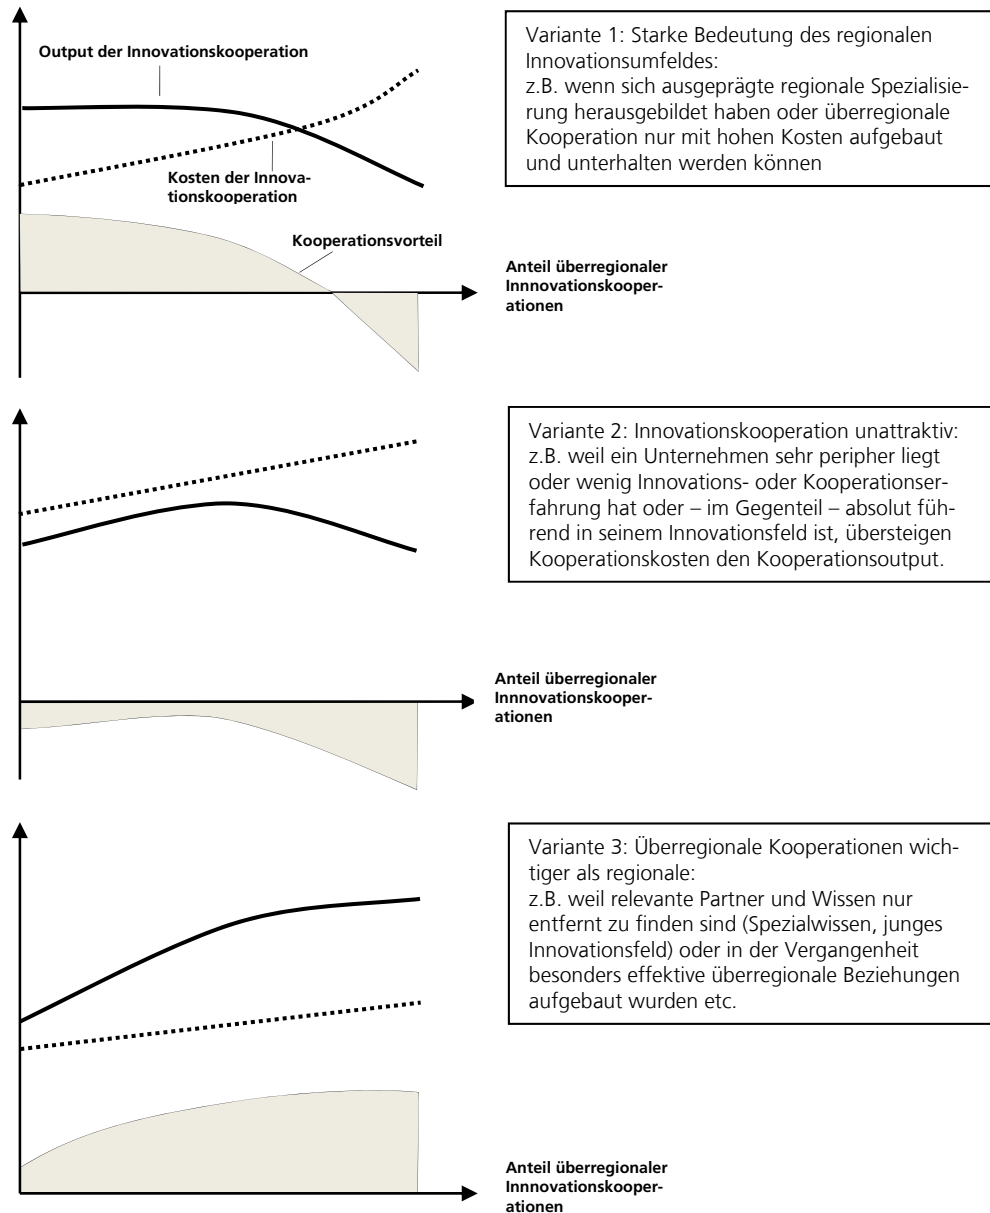 Output der Innovationskooperation
Kosten der Innova-
tionskooperation
Kooperationsvorteil
Anteil überregionaler
Innnovationskooper-
ationen
Variante 1: Starke Bedeutung des regionalen
Innovationsumfeldes:
z.B. wenn sich ausgeprägte regionale Spezialisie-
rung herausgebildet haben oder überregionale
Kooperation nur mit hohen Kosten aufgebaut
und unterhalten werden können
Variante 2: Innovationskooperation unattraktiv:
z.B. weil ein Unternehmen sehr peripher liegt
oder wenig Innovations- oder Kooperationser-
fahrung hat oder – im Gegenteil – absolut füh-
rend in seinem Innovationsfeld ist, übersteigen
Kooperationskosten den Kooperationsoutput.
Anteil überregionaler
Innnovationskooper-
ationen
Variante 3: Überregionale Kooperationen wich-
tiger als regionale:
z.B. weil relevante Partner und Wissen nur
entfernt zu finden sind (Spezialwissen, junges
Innovationsfeld) oder in der Vergangenheit
besonders effektive überregionale Beziehungen
aufgebaut wurden etc.
Anteil überregionaler
Innnovationskooper-
ationen